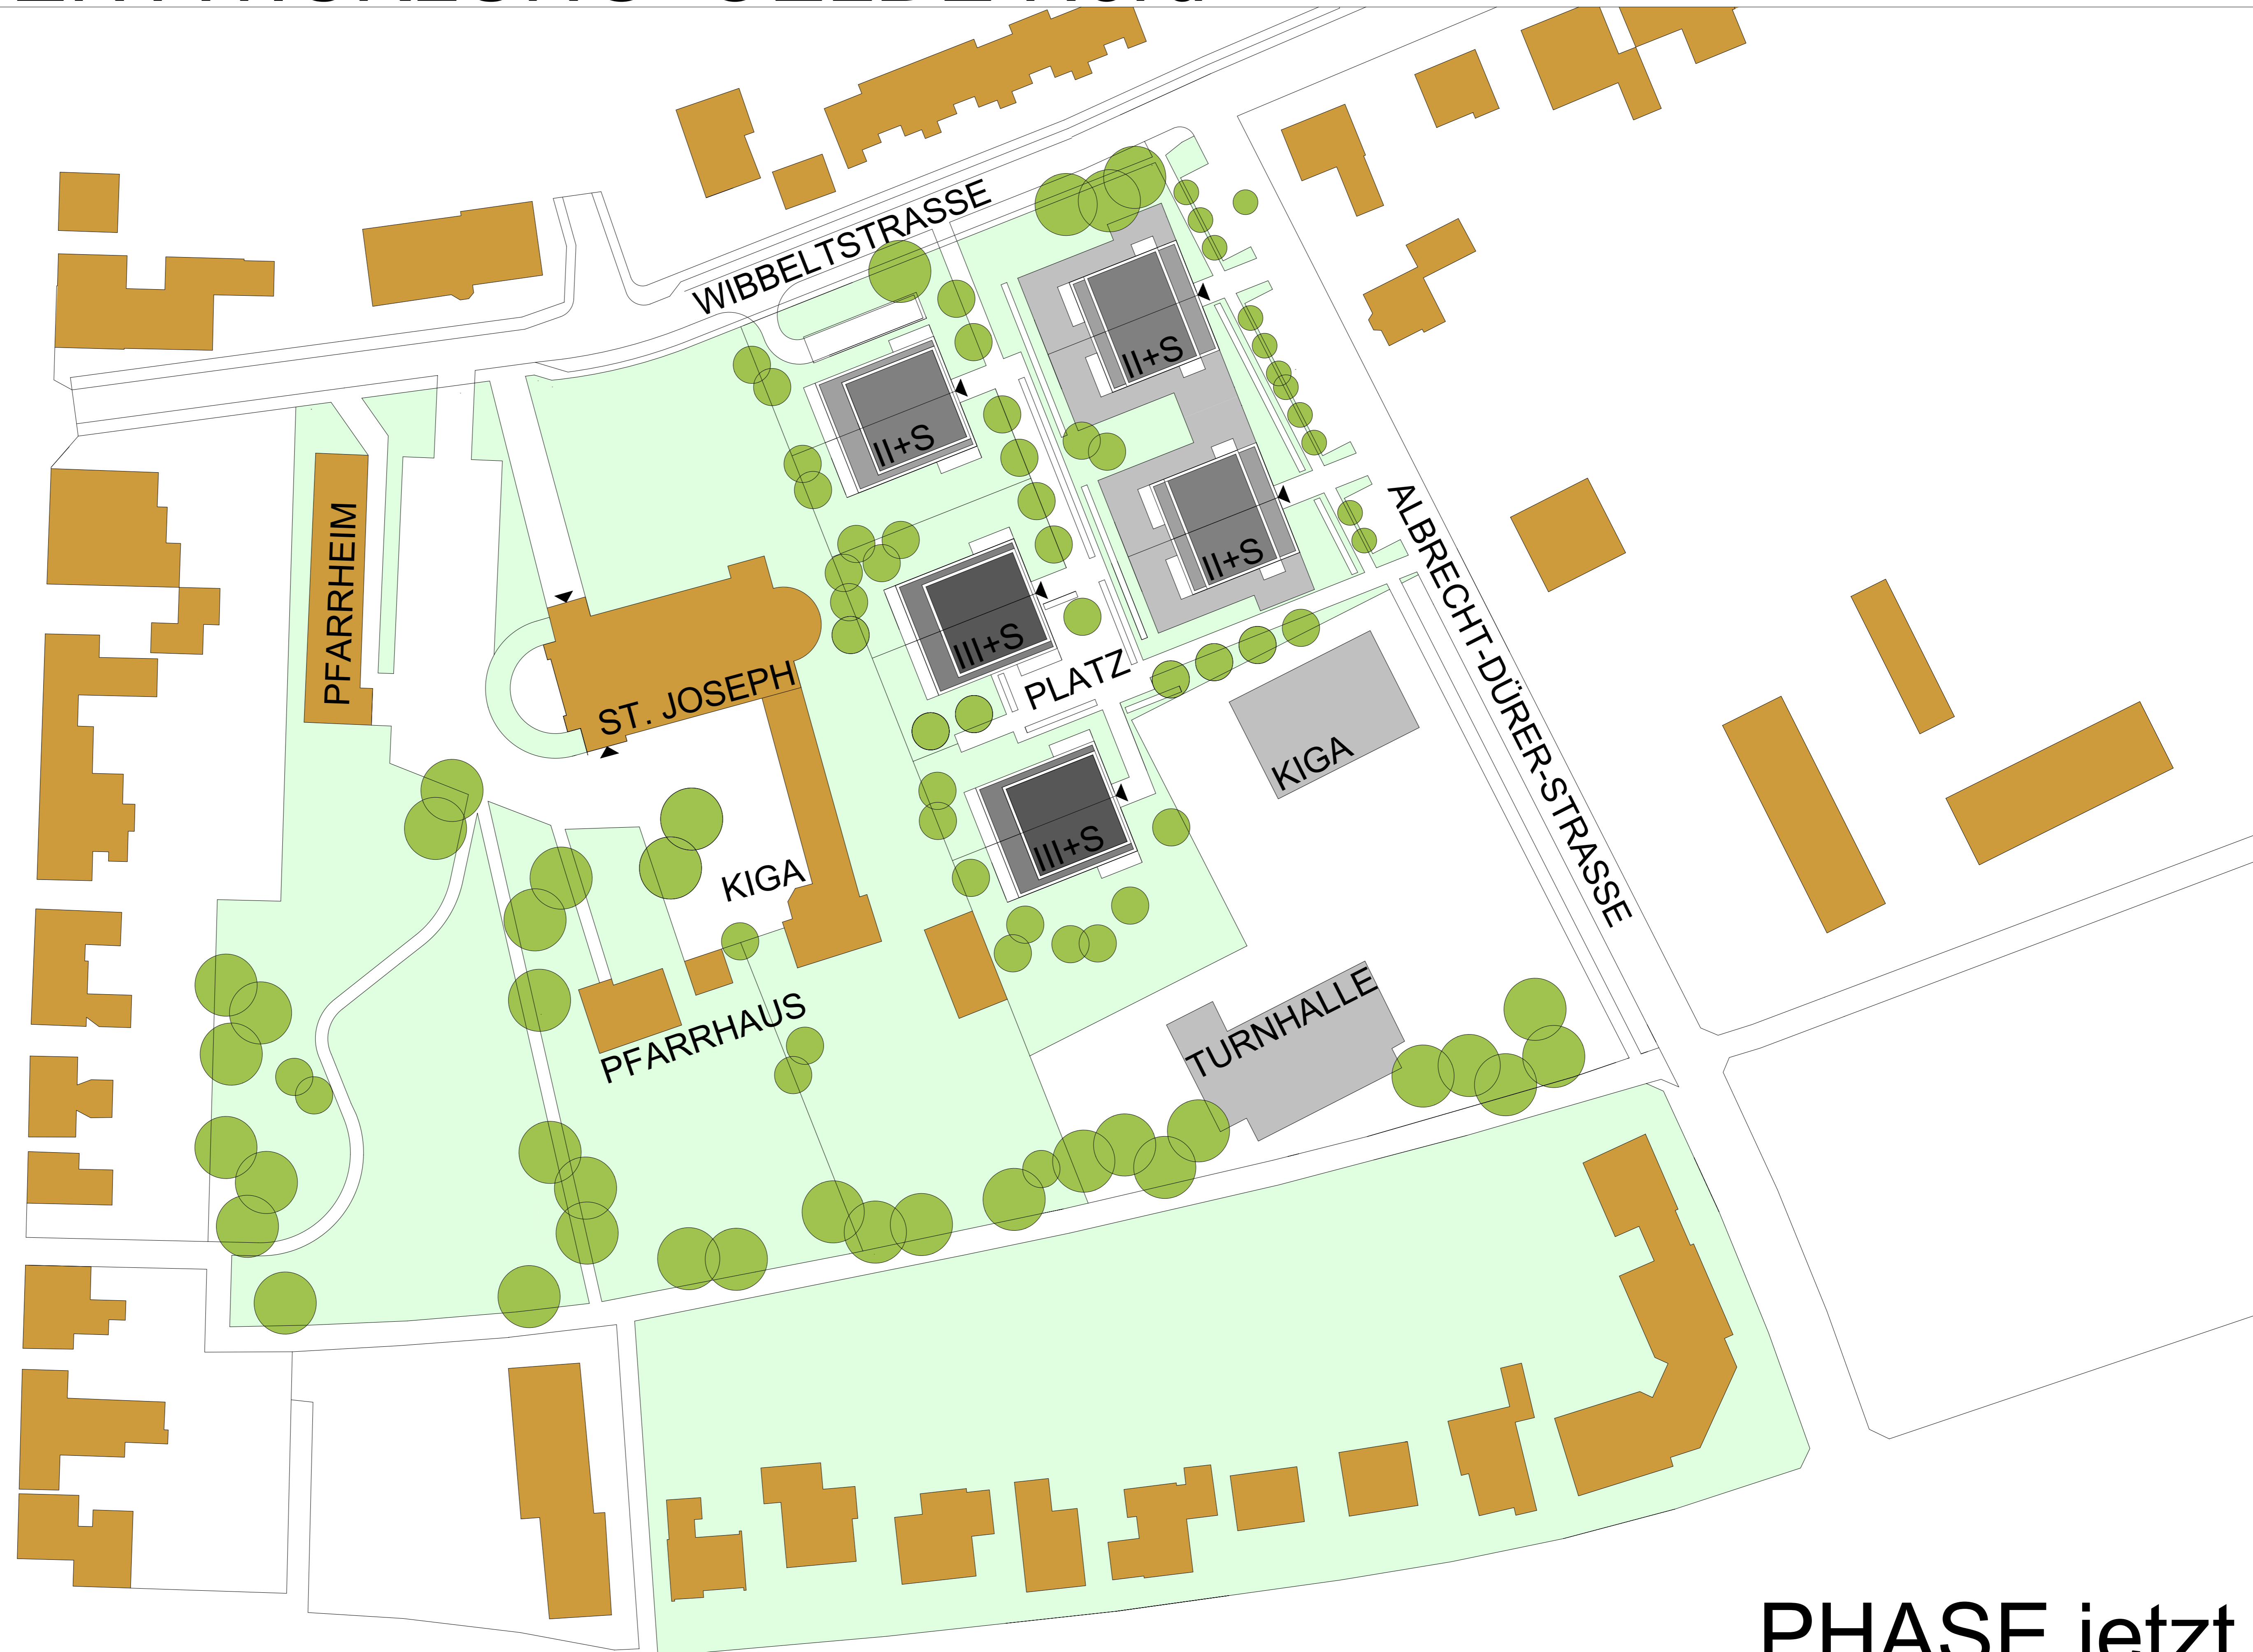 WIBBELTSTRASSE
II+S
II+S
II+S
ALBRECHT-DÜRER-STRASSE
PFARRHEIM
III+S
ST. JOSEPH
PLATZ
KIGA
III+S
KIGA
PFARRHAUS
TURNHALLE
PHASE jetzt